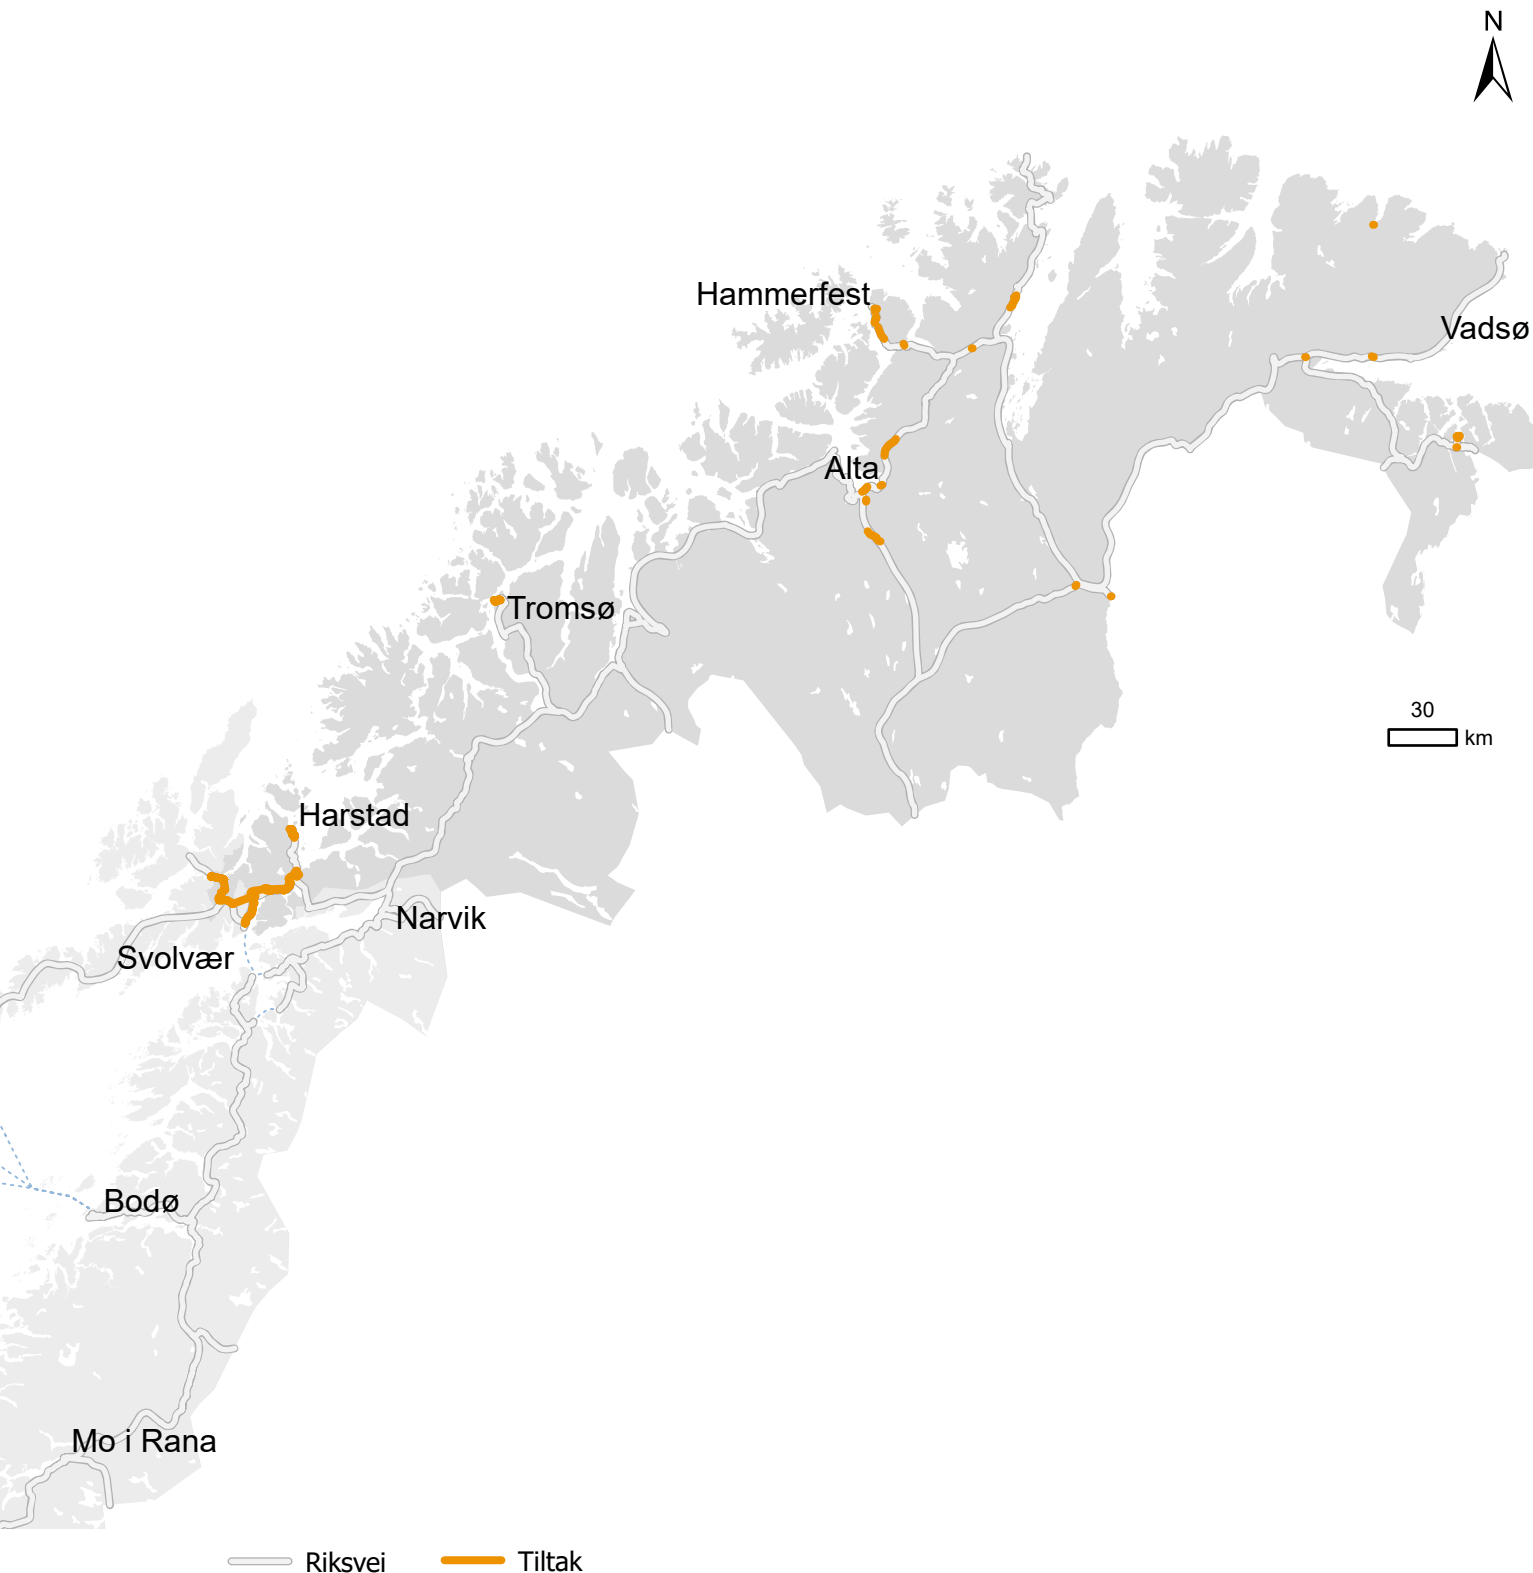 N
Hammerfest
Vadsø
Alta
Tromsø
30
km
Harstad
Narvik
Svolvær
Bodø
Mo i Rana
Riksvei
Tiltak